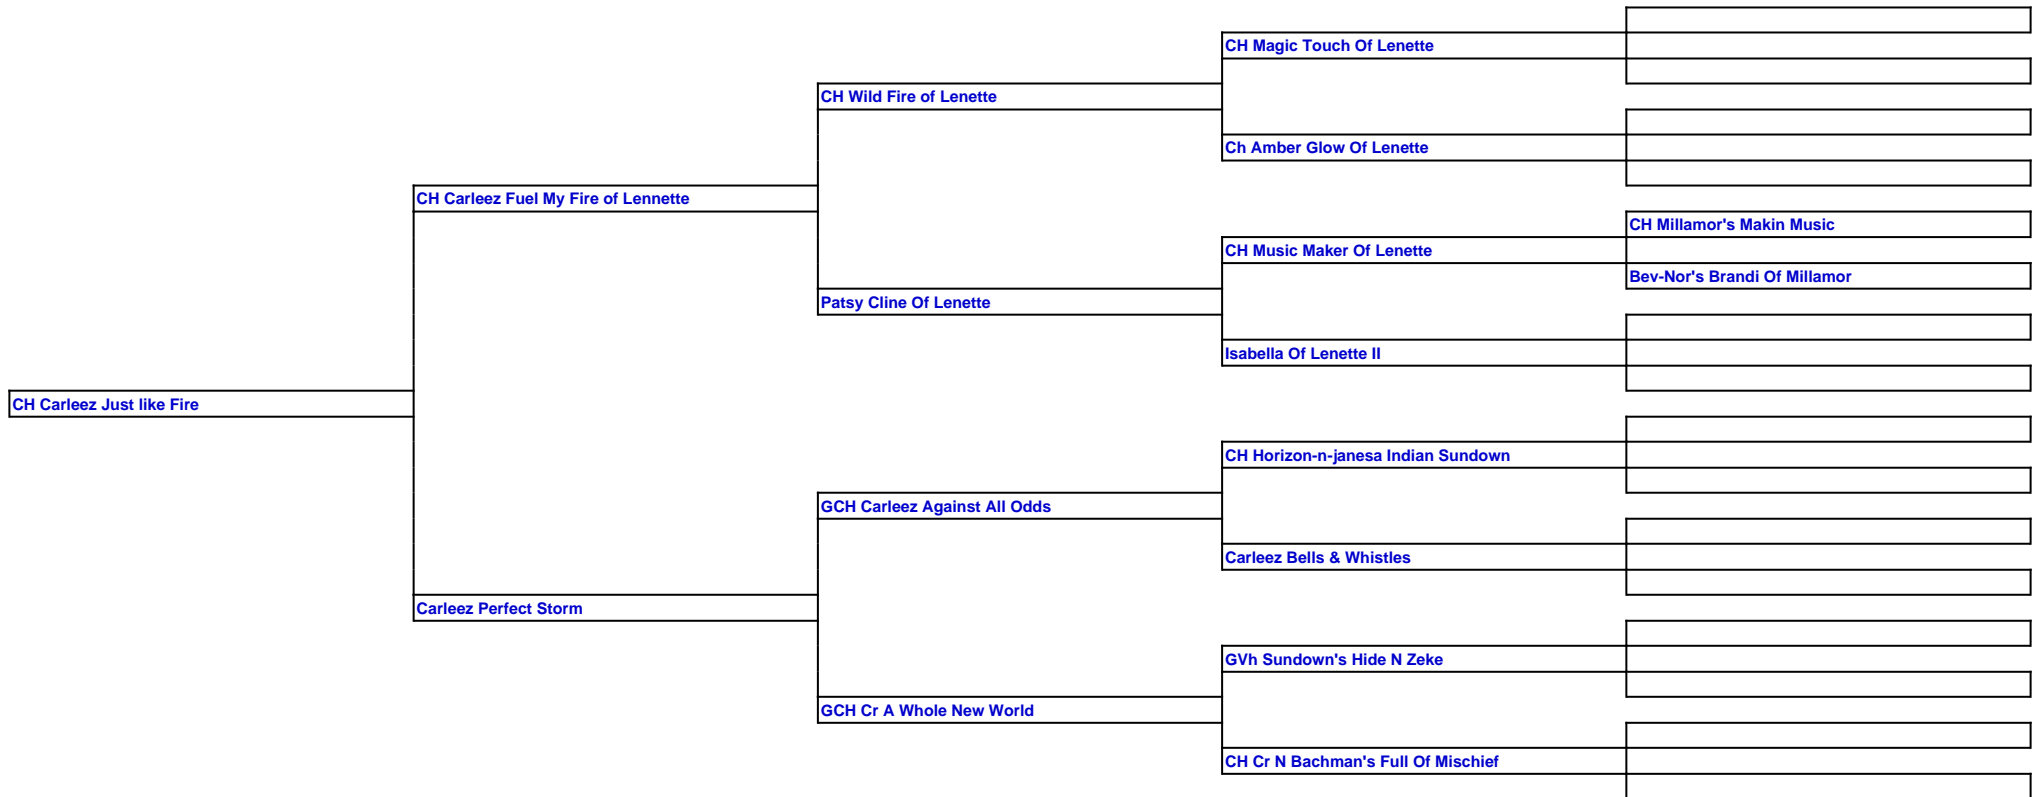 CH Magic Touch Of Lenette
CH Wild Fire of Lenette
Ch Amber Glow Of Lenette
CH Carleez Fuel My Fire of Lennette
CH Millamor's Makin Music
CH Music Maker Of Lenette
Bev-Nor's Brandi Of Millamor
Patsy Cline Of Lenette
Isabella Of Lenette II
CH Carleez Just like Fire
CH Horizon-n-janesa Indian Sundown
GCH Carleez Against All Odds
Carleez Bells & Whistles
Carleez Perfect Storm
GVh Sundown's Hide N Zeke
GCH Cr A Whole New World
CH Cr N Bachman's Full Of Mischief